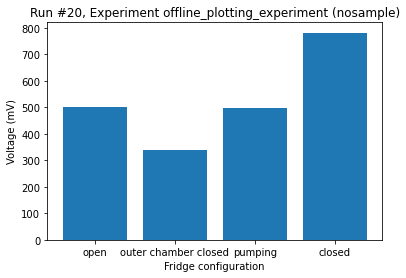 Run #20, Experiment offline_plotting_experiment (nosample)
800
700
600
500
400
300
200
100
0
Voltage (mV)
open outer chamber closed pumping closed
Fridge configuration